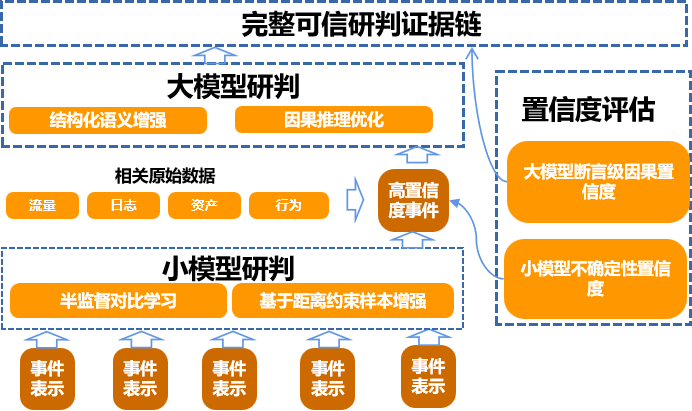 完整可信研判证据链
大模型研判
结构化语义增强
因果推理优化
置信度评估
大模型断言级因果置
信度
小模型不确定性置信
度
相关原始数据
流量
日志
资产
行为
高置信
度事件
小模型研判
半监督对比学习
基于距离约束样本增强
事件
表示
事件
表示
事件
表示
事件
表示
事件
表示